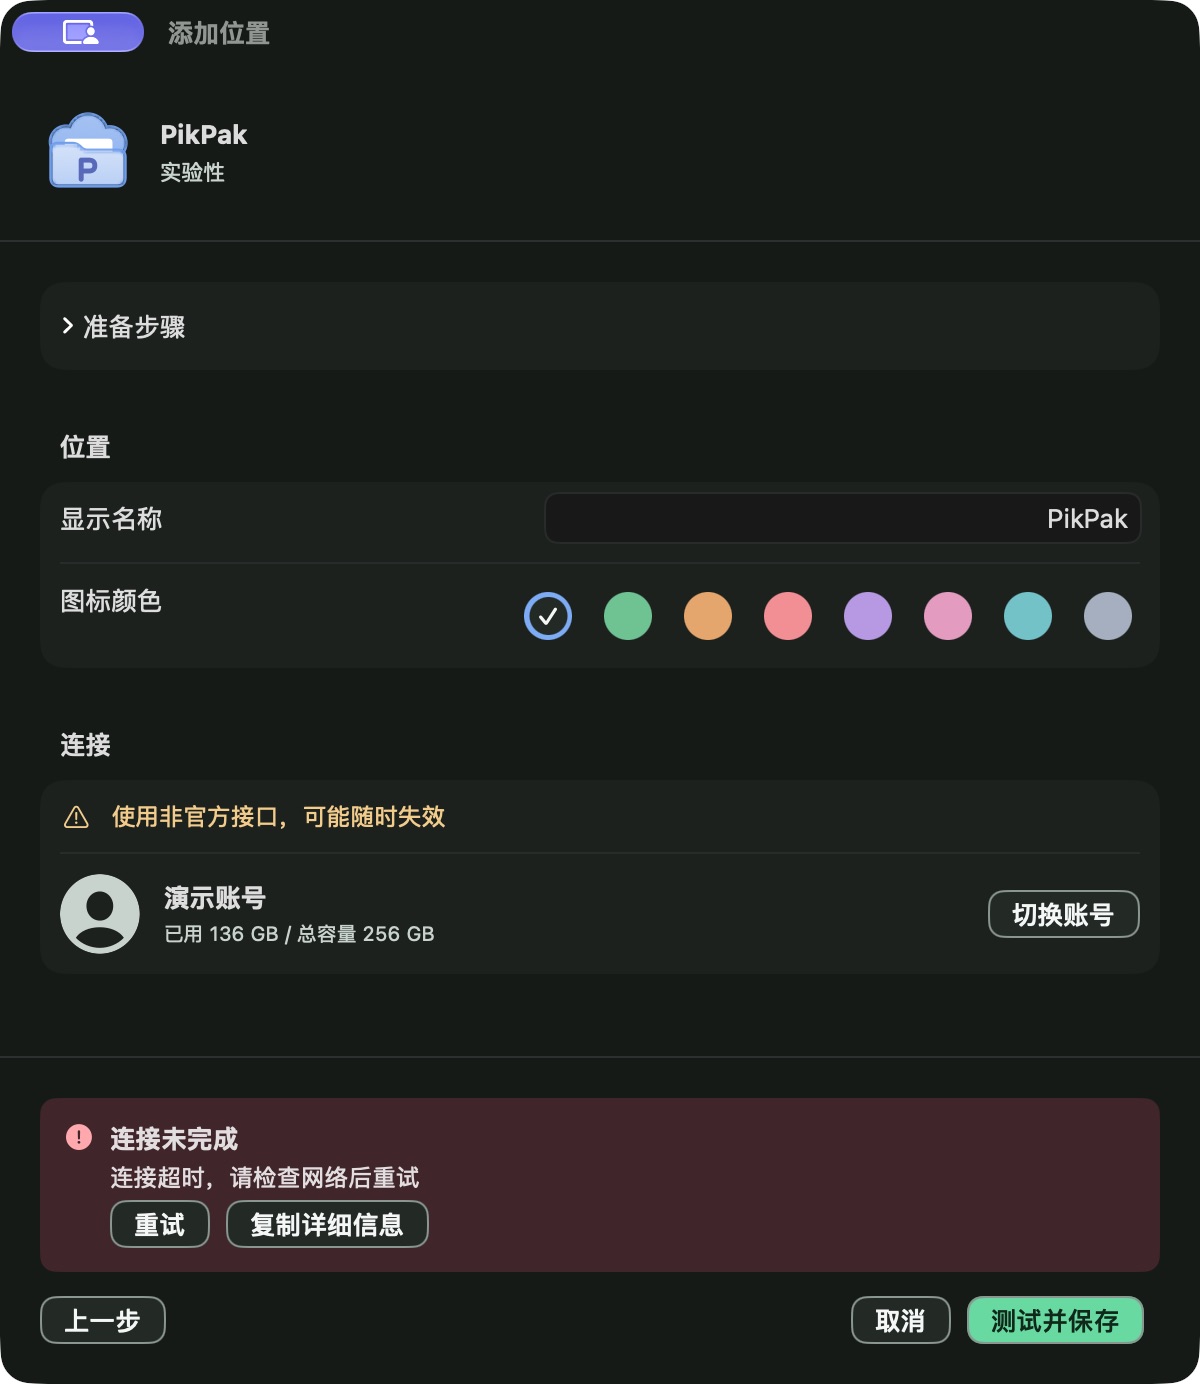 添加位置
P
PikPak
实验性
准备步骤
位置
显示名称
PikPak
图标颜色
连接
使用非官方接口，可能随时失效
演示账号
已用 136 GB / 总容量 256 GB
切换账号
连接未完成
连接超时，请检查网络后重试
重试
复制详细信息
上一步
取消
测试并保存